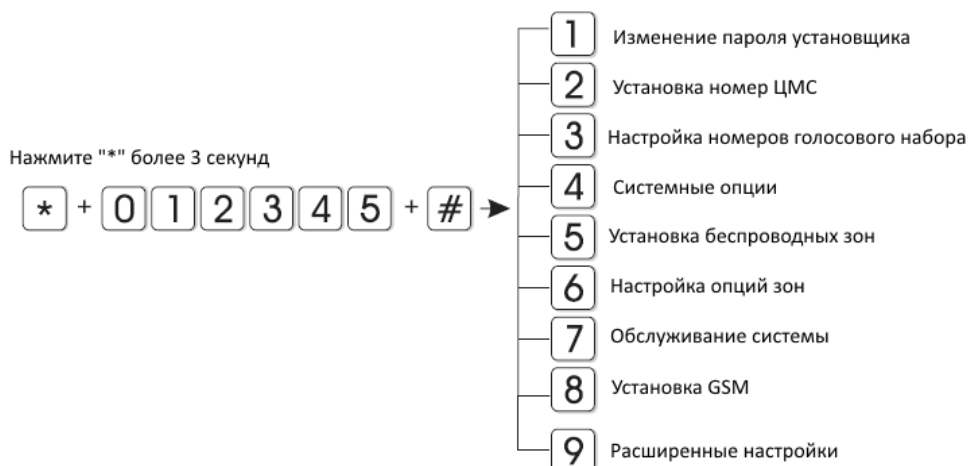 Нажмите "*" более 3 секунд
* + 0 1 2 3 4 5 + #
1 Изменение пароля установщика
2 Установка номер ЦМС
3 Настройка номеров голосового набора
4 Системные опции
5 Установка беспроводных зон
6 Настройка опций зон
7 Обслуживание системы
8 Установка GSM
9 Расширенные настройки